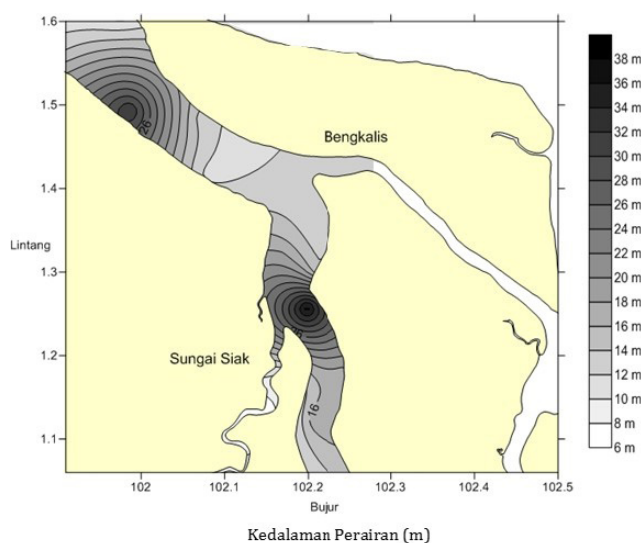 1.6
1.5
1.4
1.3
1.2
1.1
Lintang
26
Bengkalis
Sungai Siak
16
102
102.1
102.2
102.3
102.4
102.5
Bujur
38 m
36 m
34 m
32 m
30 m
28 m
26 m
24 m
22 m
20 m
18 m
16 m
14 m
12 m
10 m
8 m
6 m
Kedalaman Perairan (m)